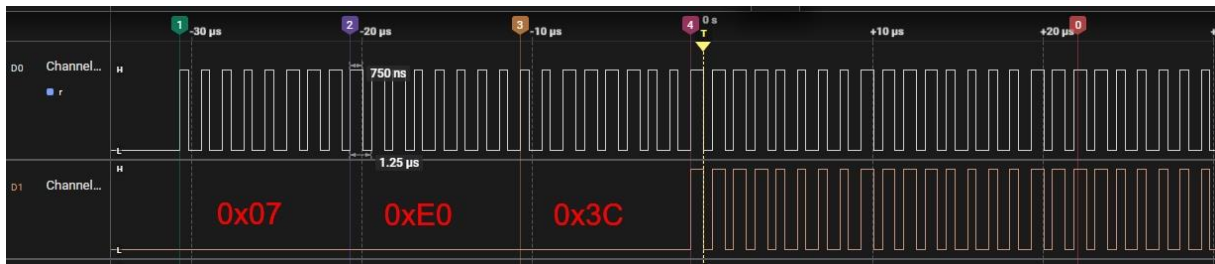 1 2 3 4 0 s 0
-30 µs -20 µs -10 µs T +10 µs +20 µs
D0 Channel... H 750 ns
r
L
1.25 µs
H
D1 Channel...
0x07 0xE0 0x3C
L